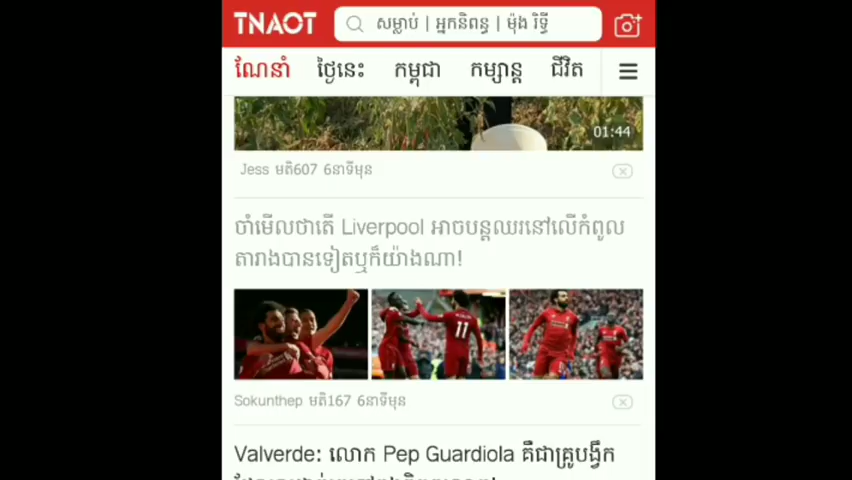 TNAOT
សម្លាប់ | អ្នកនិពន្ធ | ម៉ុង រិទ្ធី
ណែនាំ ថ្ងៃនេះ កម្ពុជា កម្សាន្ត ជីវិត
01:44
Jess មតិ607 6នាទីមុន
ចាំមើលថាតើ Liverpool អាចបន្តឈរនៅលើកំពូល
តារាងបានទៀតឬក៏យ៉ាងណា!
11
Sokunthep មតិ167 6នាទីមុន
Valverde: លោក Pep Guardiola គឺជាគ្រូបង្វឹក